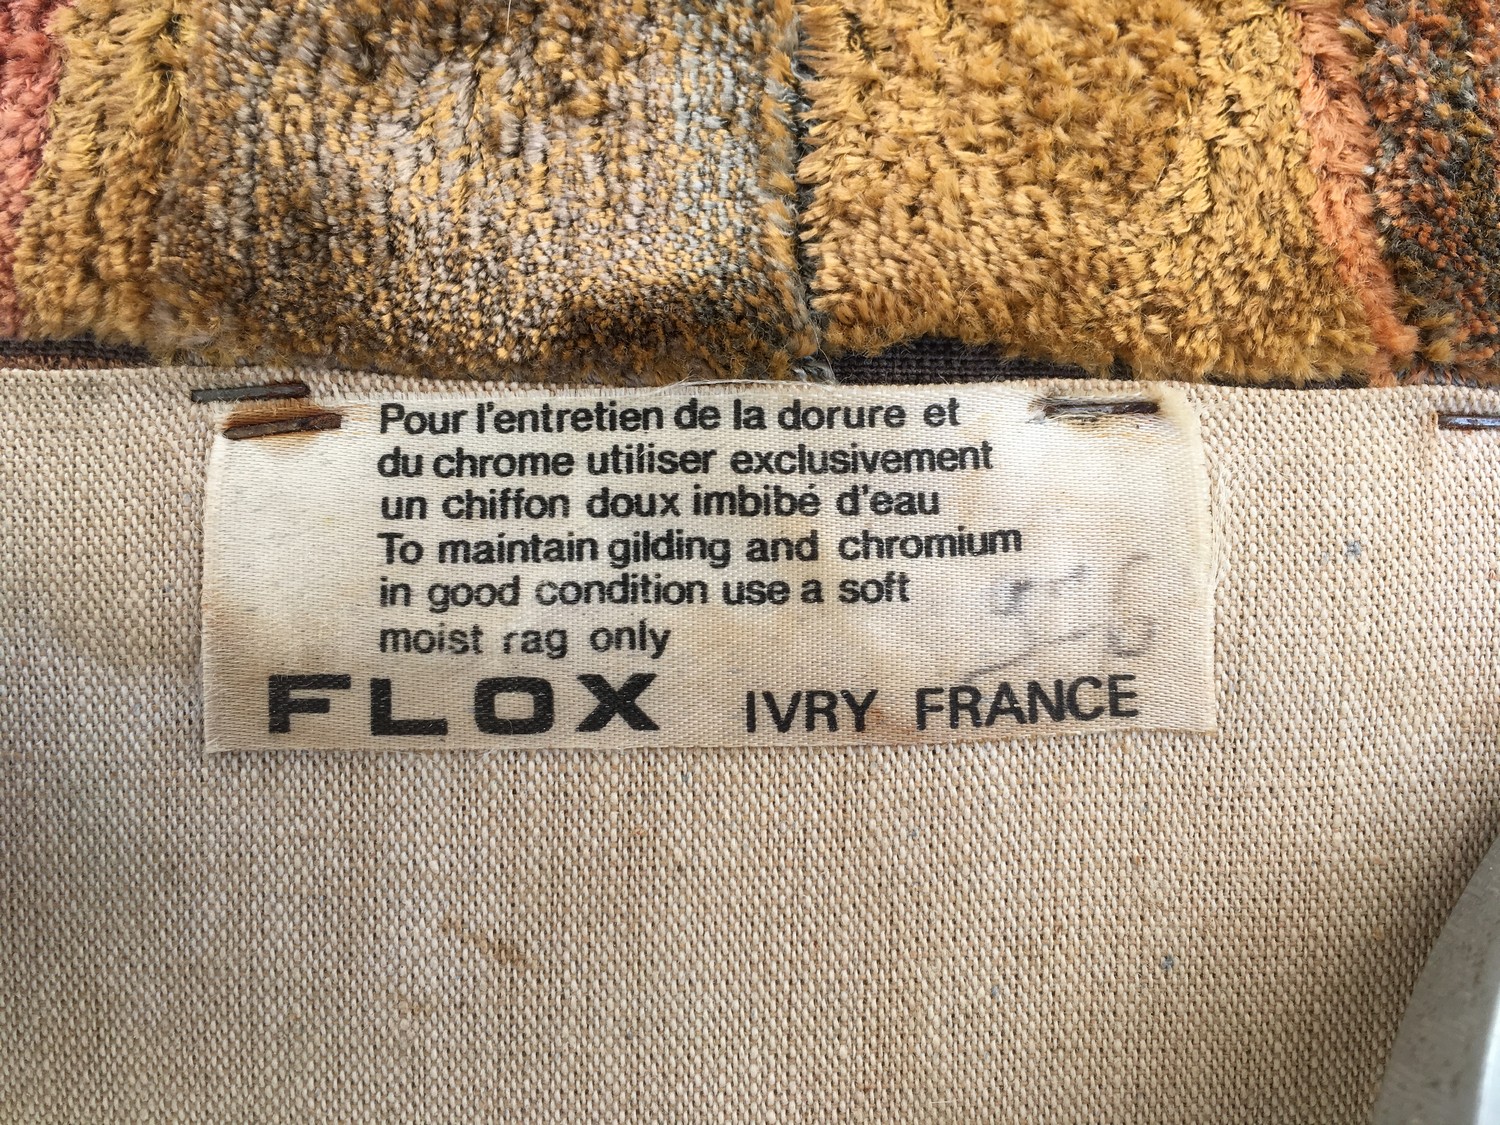 Pour l'entretien de la dorure et
du chrome utiliser exclusivement
un chiffon doux imbibé d'eau
To maintain gilding and chromium
in good condition use a soft
moist rag only
FLOX IVRY FRANCE